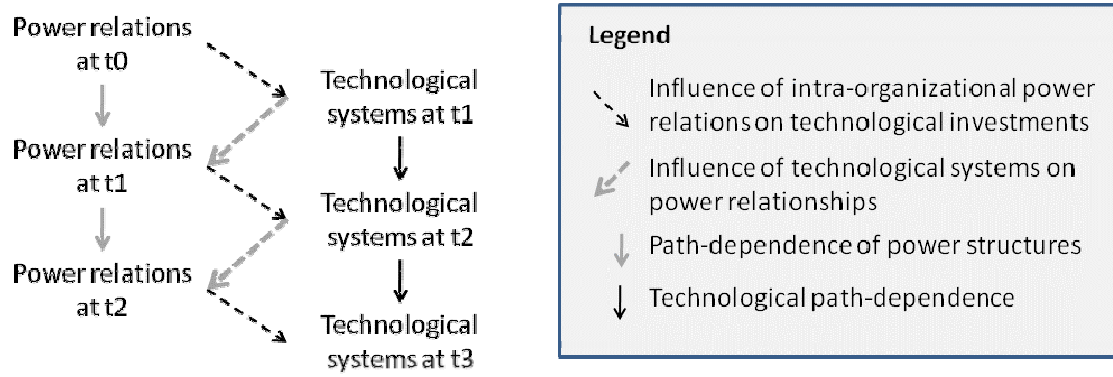 Power relations
at t0
Power relations
at t1
Power relations
at t2
Technological
systems at t1
Technological
systems at t2
Technological
systems at t3
Legend
Influence of intra-organizational power
relations on technological investments
Influence of technological systems on
power relationships
Path-dependence of power structures
Technological path-dependence